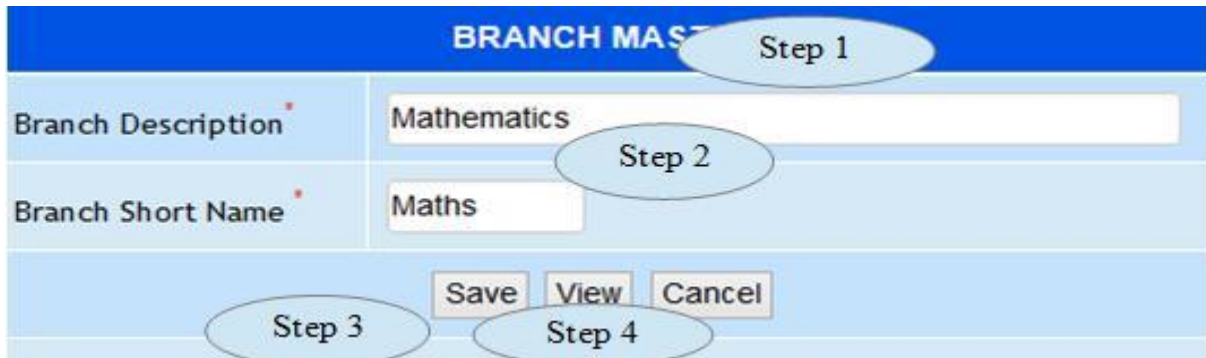 BRANCH MAS
Step 1
Branch Description*
Mathematics
Step 2
Branch Short Name *
Maths
Save View Cancel
Step 3 Step 4